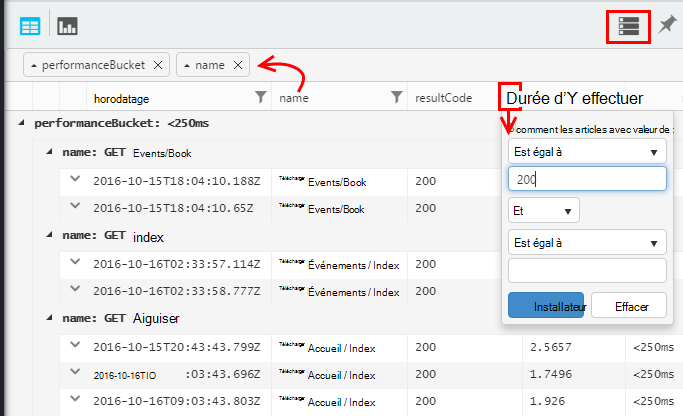 performanceBucket × name ×
horodatage name resultCode Durée d'Y effectuer
performanceBucket: <250ms
comment les articles avec valeur de :
name: GET Events/Book
Est égal à
2016-10-15T18:04:10.188Z Télécharger Events/Book 200
200
2016-10-15T18:04:10.65Z Télécharger Events/Book 200
Et
name: GET index
Est égal à
2016-10-16T02:33:57.114Z Télécharger Événements / Index 200
2016-10-16T02:33:58.777Z Télécharger Événements / Index 200
Installateur Effacer
name: GET Aiguiser
2016-10-15T20:43:43.799Z Télécharger Accueil / Index 200 2.5657 <250ms
2016-10-16TIO :03:43.696Z Télécharger Accueil / Index 200 1.7496 <250ms
2016-10-16T09:03:43.803Z Télécharger Accueil / Index 200 1.926 <250ms